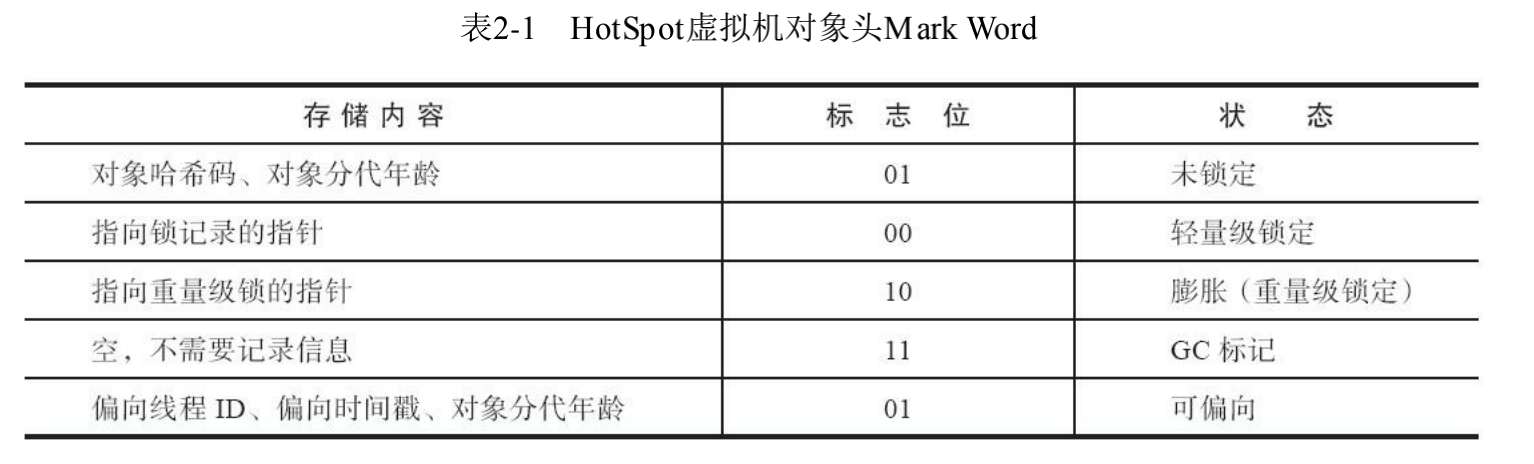 表2-1 HotSpot虚拟机对象头Mark Word
存储内容 标志位 状态
对象哈希码、对象分代年龄 01 未锁定
指向锁记录的指针 00 轻量级锁定
指向重量级锁的指针 10 膨胀（重量级锁定）
空，不需要记录信息 11 GC 标记
偏向线程 ID、偏向时间戳、对象分代年龄 01 可偏向